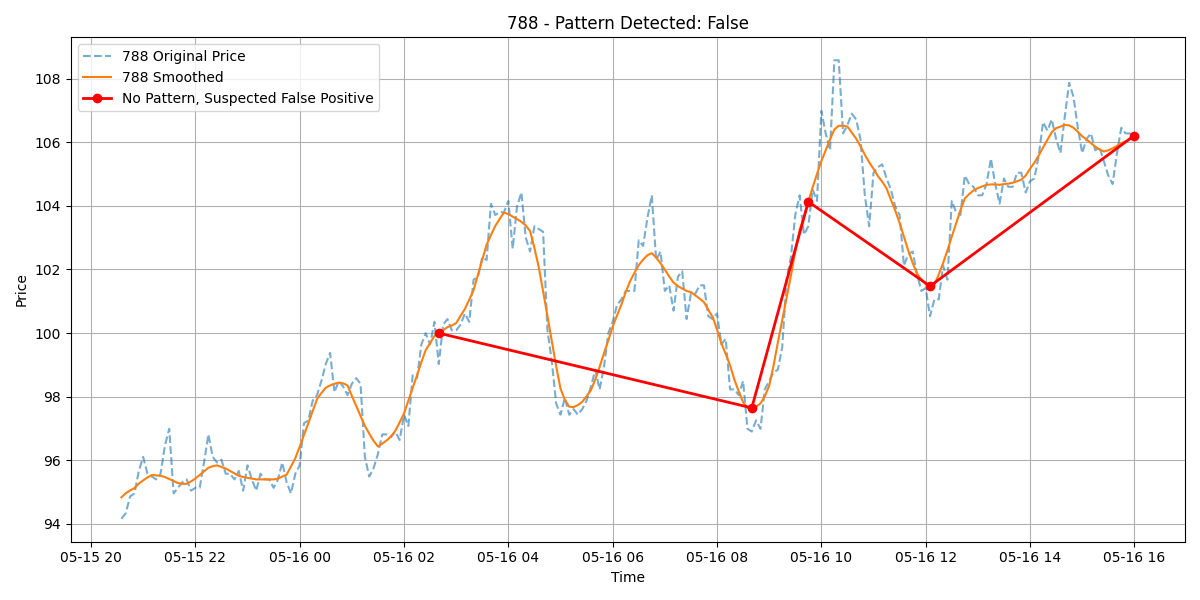 788 - Pattern Detected: False
788 Original Price
788 Smoothed
No Pattern, Suspected False Positive
108
106
104
102
100
98
96
94
Price
05-15 20 05-15 22 05-16 00 05-16 02 05-16 04 05-16 06 05-16 08 05-16 10 05-16 12 05-16 14 05-16 16
Time